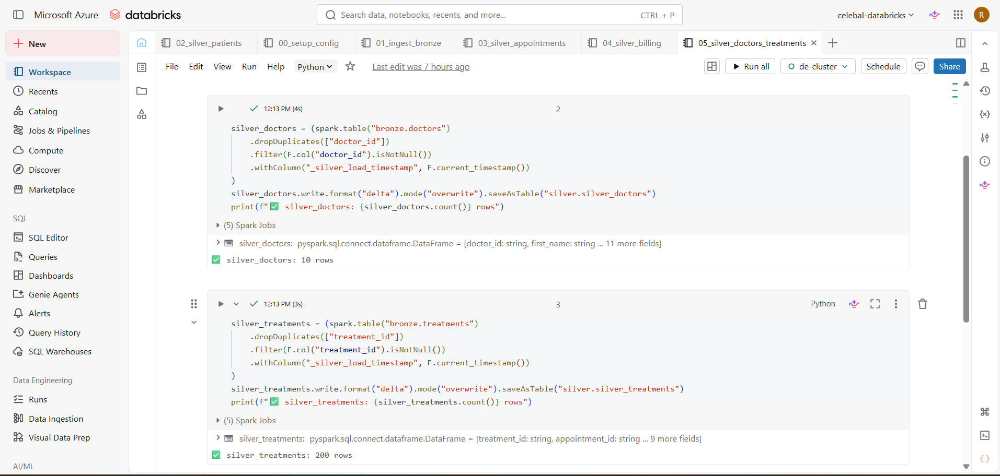 Microsoft Azure databricks
Search data, notebooks, recents, and more... CTRL + P
celebal-databricks
R
New
Workspace
Recents
Catalog
Jobs & Pipelines
Compute
Discover
Marketplace
SQL
SQL Editor
Queries
Dashboards
Genie Agents
Alerts
Query History
SQL Warehouses
Data Engineering
Runs
Data Ingestion
Visual Data Prep
AI/ML
02_silver_patients
00_setup_config
01_ingest_bronze
03_silver_appointments
04_silver_billing
05_silver_doctors_treatments
File Edit View Run Help Python Last edit was 7 hours ago
Run all de-cluster Schedule Share
12:13 PM (4s) 2
silver_doctors = (spark.table("bronze.doctors")
.dropDuplicates(["doctor_id"])
.filter(F.col("doctor_id").isNotNull())
.withColumn("_silver_load_timestamp", F.current_timestamp())
)
silver_doctors.write.format("delta").mode("overwrite").saveAsTable("silver.silver_doctors")
print(f"✅ silver_doctors: {silver_doctors.count()} rows")
(5) Spark Jobs
silver_doctors: pyspark.sql.connect.dataframe.DataFrame = [doctor_id: string, first_name: string ... 11 more fields]
✅ silver_doctors: 10 rows
12:13 PM (3s) 3 Python
silver_treatments = (spark.table("bronze.treatments")
.dropDuplicates(["treatment_id"])
.filter(F.col("treatment_id").isNotNull())
.withColumn("_silver_load_timestamp", F.current_timestamp())
)
silver_treatments.write.format("delta").mode("overwrite").saveAsTable("silver.silver_treatments")
print(f"✅ silver_treatments: {silver_treatments.count()} rows")
(5) Spark Jobs
silver_treatments: pyspark.sql.connect.dataframe.DataFrame = [treatment_id: string, appointment_id: string ... 9 more fields]
✅ silver_treatments: 200 rows